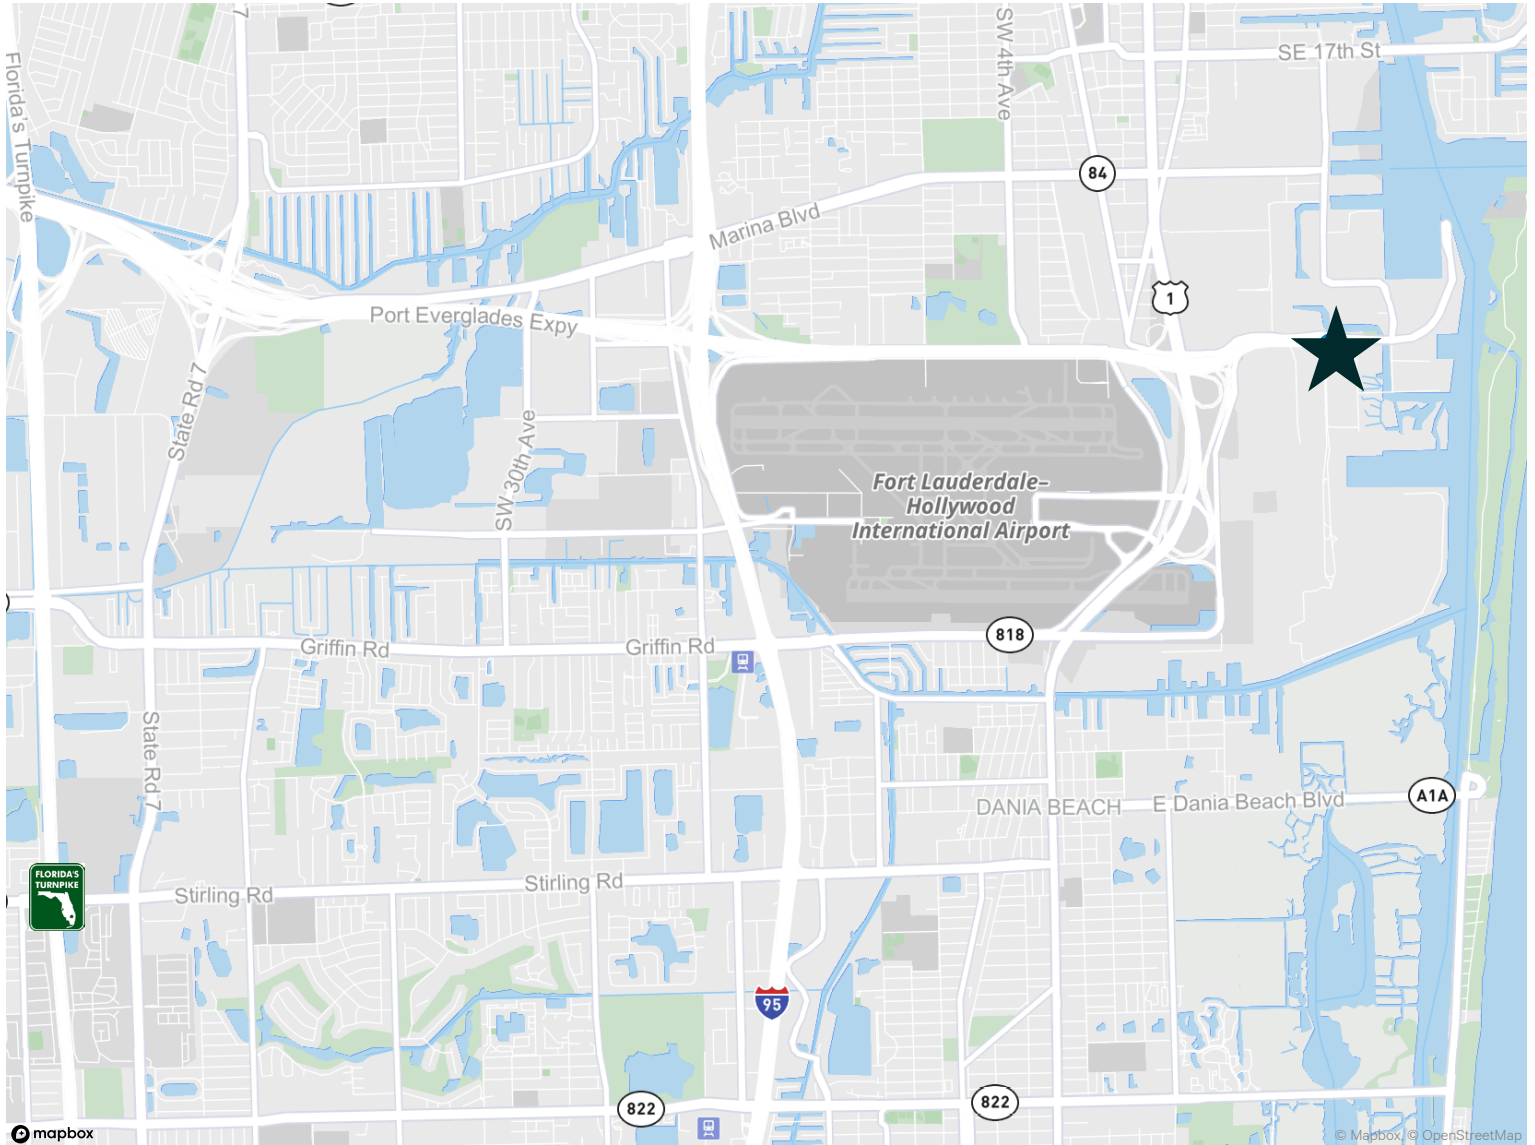 7
SE 17th St
SW 4th Ave
Florida's Turnpike
84
Marina Blvd
1
Port Everglades Expy
State Rd 7
SW 30th Ave
Fort Lauderdale–
Hollywood
International Airport
818
Griffin Rd
Griffin Rd
State Rd 7
DANIA BEACH
E Dania Beach Blvd
A1A
FLORIDA'S
TURNPIKE
Stirling Rd
Stirling Rd
95
822
822
mapbox
© Mapbox, © OpenStreetMap